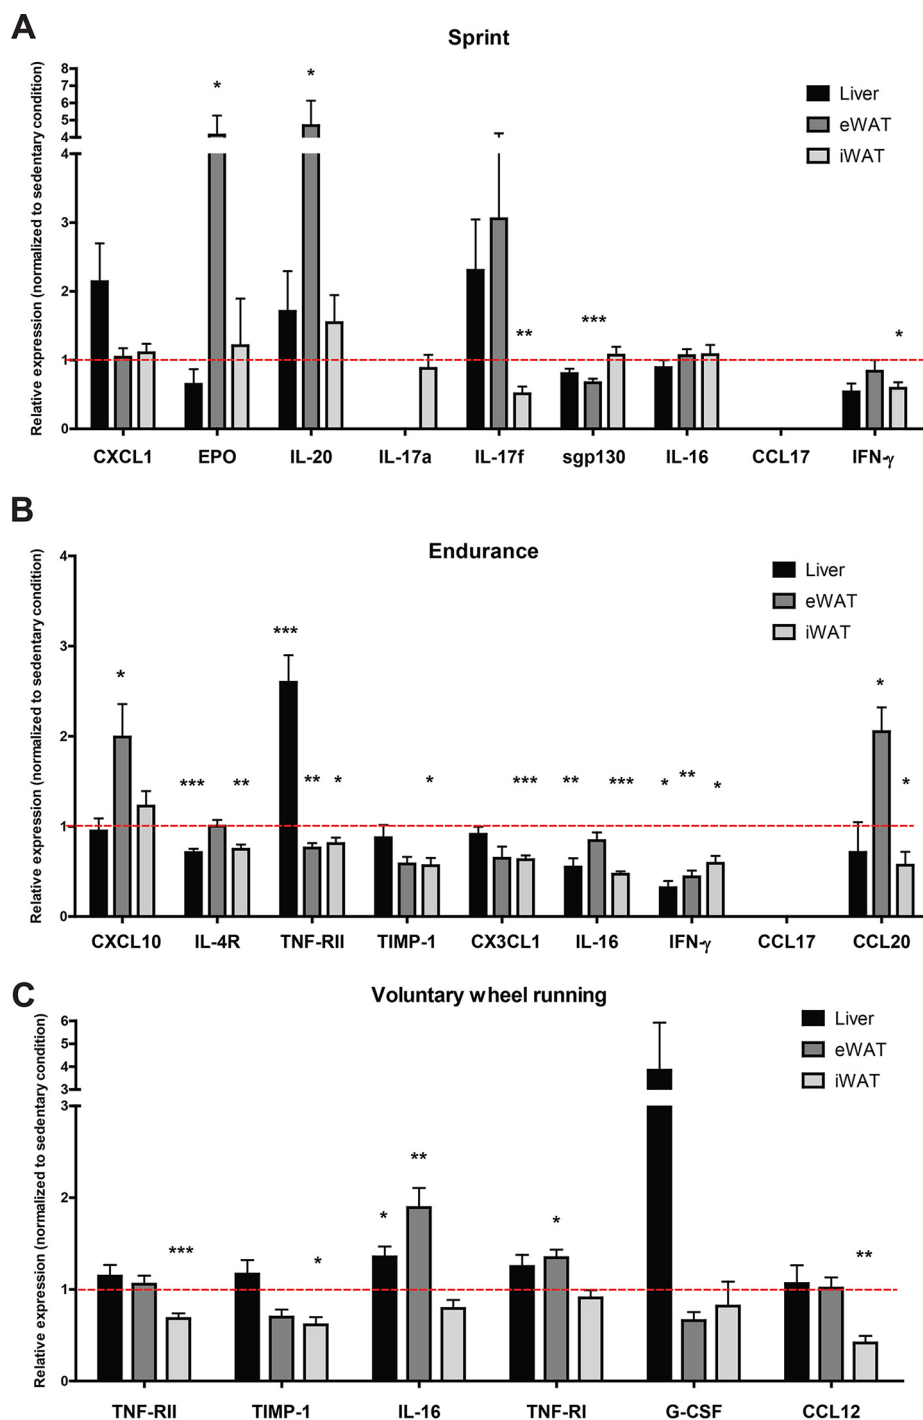 A
Sprint
Relative expression (normalized to sedentary condition)
8
7
6
5
4
4
3
2
1
0
* * ** *** *
Liver
eWAT
iWAT
CXCL1 EPO IL-20 IL-17a IL-17f sgp130 IL-16 CCL17 IFN-γ
B
Endurance
Relative expression (normalized to sedentary condition)
4
3
2
1
0
Liver
eWAT
iWAT
* *** ** *** ** * * *** ** *** * ** * * *
CXCL10 IL-4R TNF-RII TIMP-1 CX3CL1 IL-16 IFN-γ CCL17 CCL20
C
Voluntary wheel running
Relative expression (normalized to sedentary condition)
6
5
4
3
3
2
1
0
Liver
eWAT
iWAT
*** * * ** * **
TNF-RII TIMP-1 IL-16 TNF-RI G-CSF CCL12